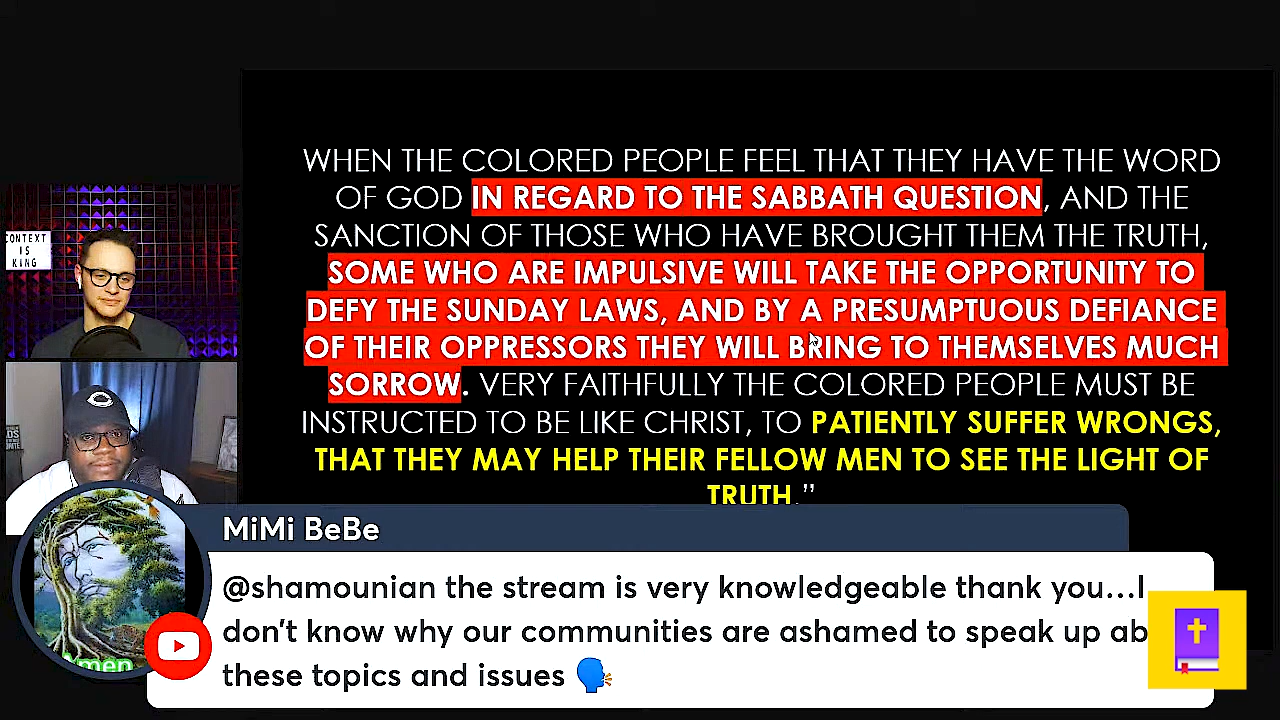 WHEN THE COLORED PEOPLE FEEL THAT THEY HAVE THE WORD
OF GOD IN REGARD TO THE SABBATH QUESTION, AND THE
SANCTION OF THOSE WHO HAVE BROUGHT THEM THE TRUTH,
SOME WHO ARE IMPULSIVE WILL TAKE THE OPPORTUNITY TO
DEFY THE SUNDAY LAWS, AND BY A PRESUMPTUOUS DEFIANCE
OF THEIR OPPRESSORS THEY WILL BRING TO THEMSELVES MUCH
SORROW. VERY FAITHFULLY THE COLORED PEOPLE MUST BE
INSTRUCTED TO BE LIKE CHRIST, TO PATIENTLY SUFFER WRONGS,
THAT THEY MAY HELP THEIR FELLOW MEN TO SEE THE LIGHT OF
TRUTH.”
CONTEXT
IS
KING
MiMi BeBe
@shamounian the stream is very knowledgeable thank you…I
don’t know why our communities are ashamed to speak up ab
these topics and issues 🗣️
Amen